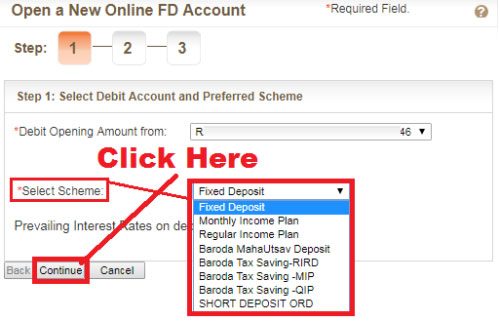 Open a New Online FD Account
*Required Field.
?
Step: 1 2 3
Step 1: Select Debit Account and Preferred Scheme
*Debit Opening Amount from: R 46
Click Here
*Select Scheme: Fixed Deposit
Fixed Deposit
Monthly Income Plan
Regular Income Plan
Baroda MahaUtsav Deposit
Baroda Tax Saving-RIRD
Baroda Tax Saving -MIP
Baroda Tax Saving -QIP
SHORT DEPOSIT ORD
Prevailing Interest Rates on de
Back Continue Cancel